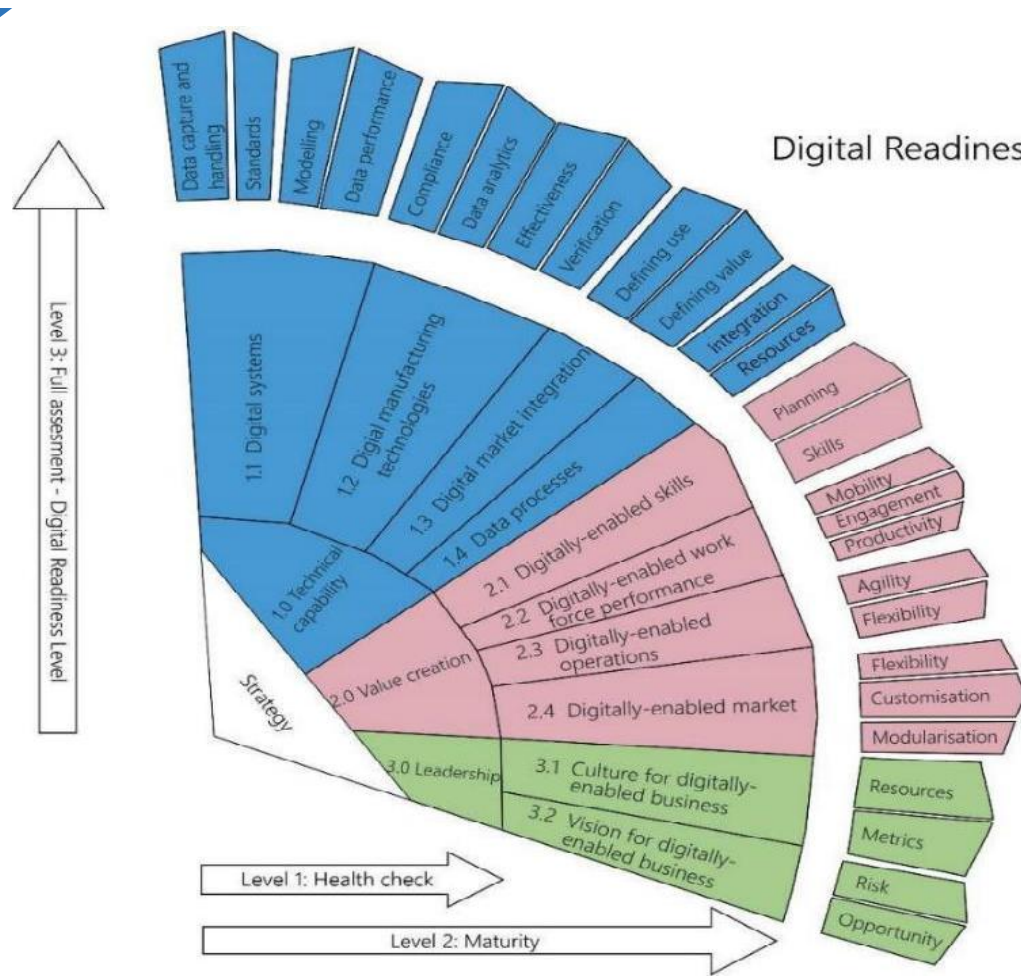 Digital Readines
Data capture and
handling
Standards
Modelling
Data performance
Compliance
Data analytics
Effectiveness
Verification
Defining use
Defining value
integration
Resources
Planning
Skills
Mobility
Engagement
Productivity
Agility
Flexibility
Flexibility
Customisation
Modularisation
Resources
Metrics
Risk
Opportunity
1.1 Digital systems
1.2 Digial manufacturing
technologies
1.3 Digital market integration
1.4 Data processes
2.1 Digitally-enabled skills
2.2 Digitally-enabled work
force performance
2.3 Digitally-enabled
operations
2.4 Digitally-enabled market
3.1 Culture for digitally-
enabled business
3.2 Vision for digitally-
enabled business
1.0 Technical
capability
2.0 Value creation
3.0 Leadership
Strategy
Level 3: Full assesment - Digital Readiness Level
Level 1: Health check
Level 2: Maturity